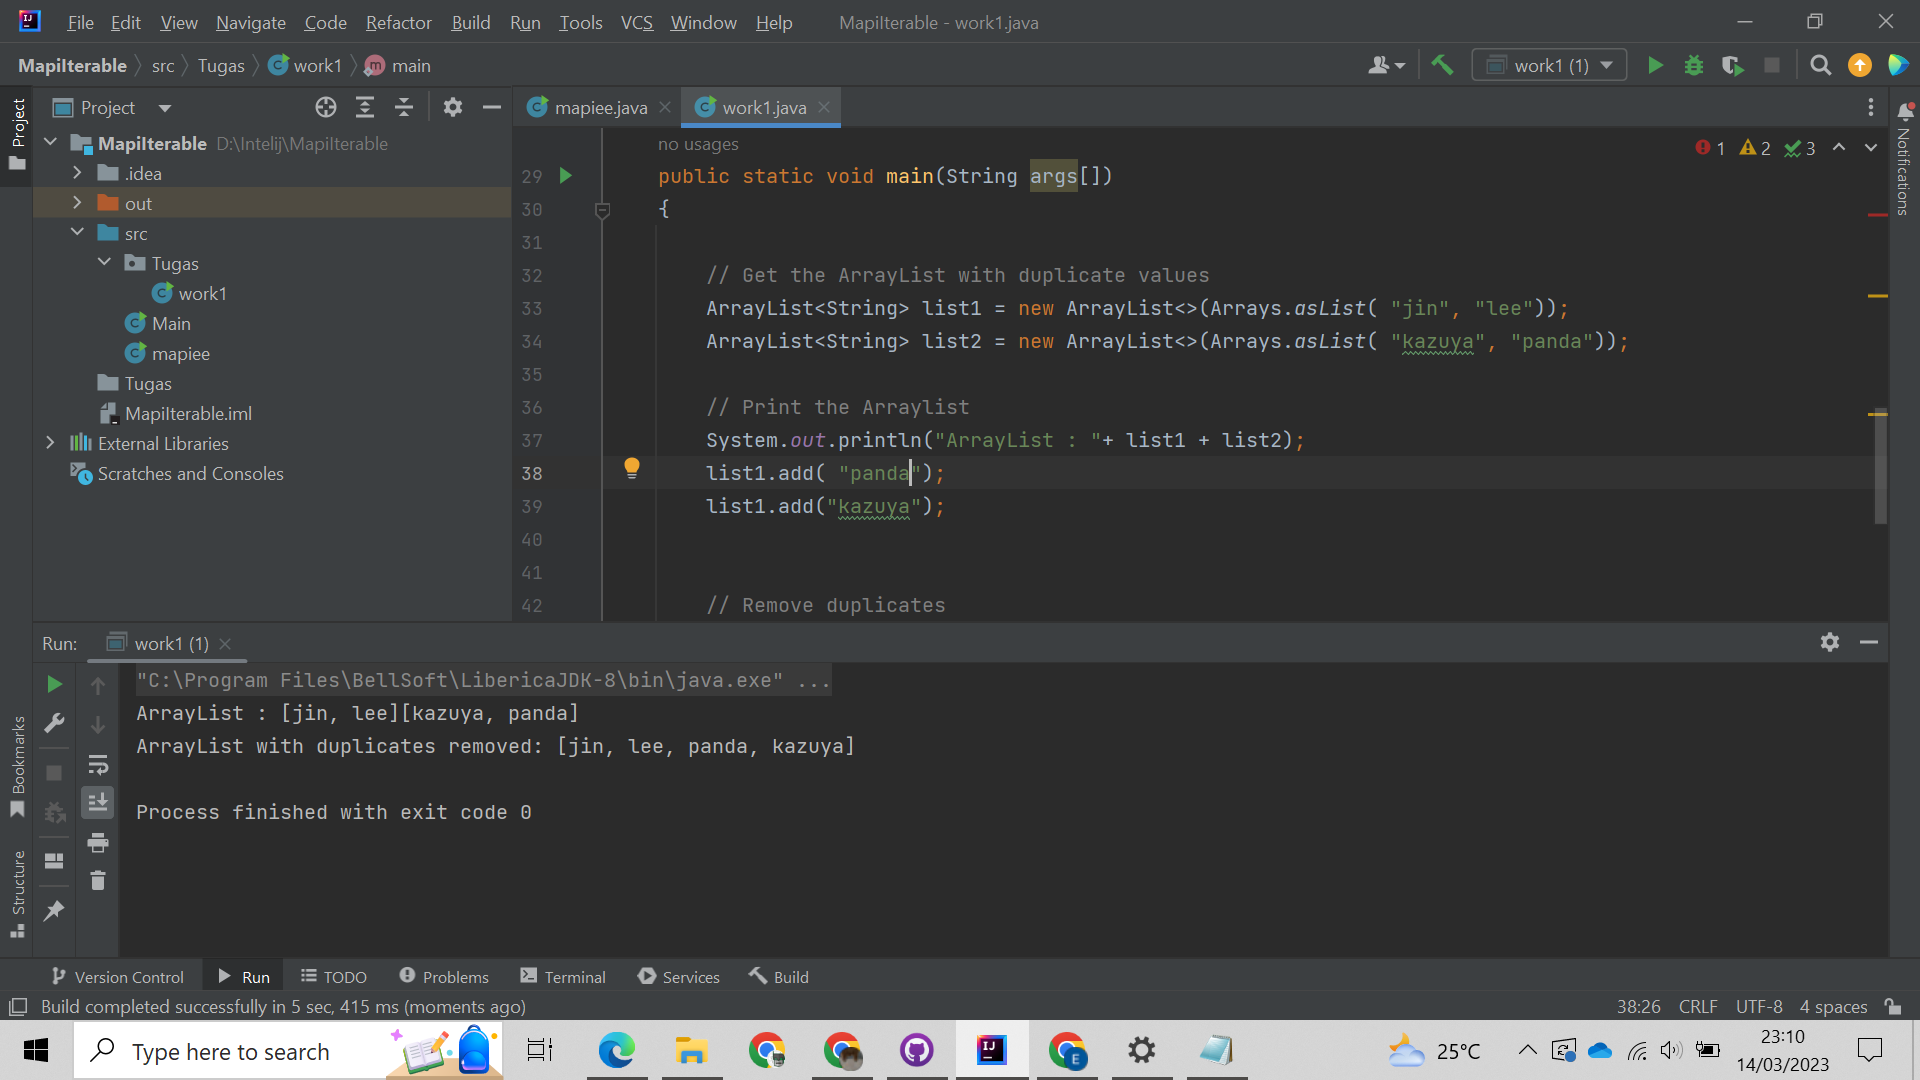 File Edit View Navigate Code Refactor Build Run Tools VCS Window Help MapiIterable - work1.java
MapiIterable src Tugas work1 main work1 (1)
Project
Project
mapiee.java work1.java
MapiIterable D:\Intelij\MapiIterable
.idea
out
src
Tugas
work1
Main
mapiee
Tugas
MapiIterable.iml
External Libraries
Scratches and Consoles
no usages
1 2 3
29 public static void main(String args[])
30 {
31
32 // Get the ArrayList with duplicate values
33 ArrayList<String> list1 = new ArrayList<>(Arrays.asList( "jin", "lee"));
34 ArrayList<String> list2 = new ArrayList<>(Arrays.asList( "kazuya", "panda"));
35
36 // Print the Arraylist
37 System.out.println("ArrayList : "+ list1 + list2);
38 list1.add( "panda");
39 list1.add("kazuya");
40
41
42 // Remove duplicates
Notifications
Run: work1 (1)
"C:\Program Files\BellSoft\LibericaJDK-8\bin\java.exe" ...
ArrayList : [jin, lee][kazuya, panda]
ArrayList with duplicates removed: [jin, lee, panda, kazuya]
Process finished with exit code 0
Bookmarks
Structure
Version Control Run TODO Problems Terminal Services Build
Build completed successfully in 5 sec, 415 ms (moments ago) 38:26 CRLF UTF-8 4 spaces
Type here to search
25°C
23:10
14/03/2023